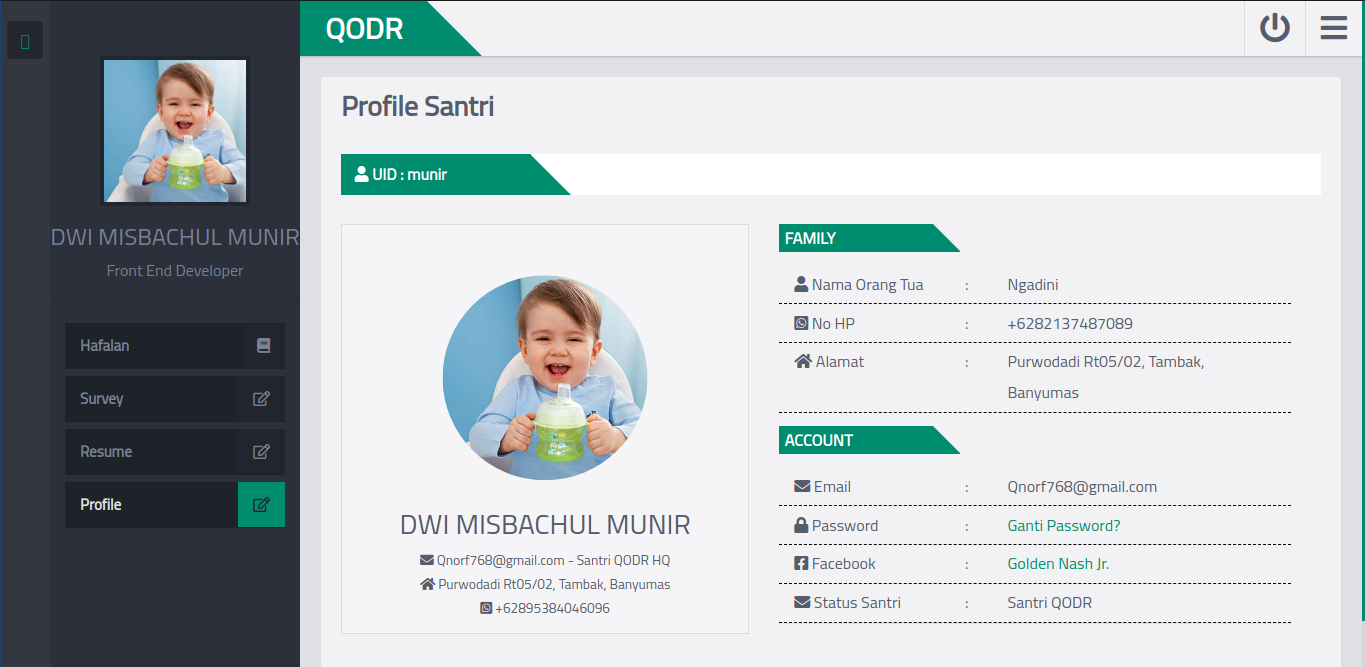 QODR
DWI MISBACHUL MUNIR
Front End Developer
Hafalan
Survey
Resume
Profile
Profile Santri
UID : munir
DWI MISBACHUL MUNIR
Qnorf768@gmail.com - Santri QODR HQ
Purwodadi Rt05/02, Tambak, Banyumas
+62895384046096
FAMILY
Nama Orang Tua : Ngadini
No HP : +6282137487089
Alamat : Purwodadi Rt05/02, Tambak,
Banyumas
ACCOUNT
Email : Qnorf768@gmail.com
Password : Ganti Password?
Facebook : Golden Nash Jr.
Status Santri : Santri QODR